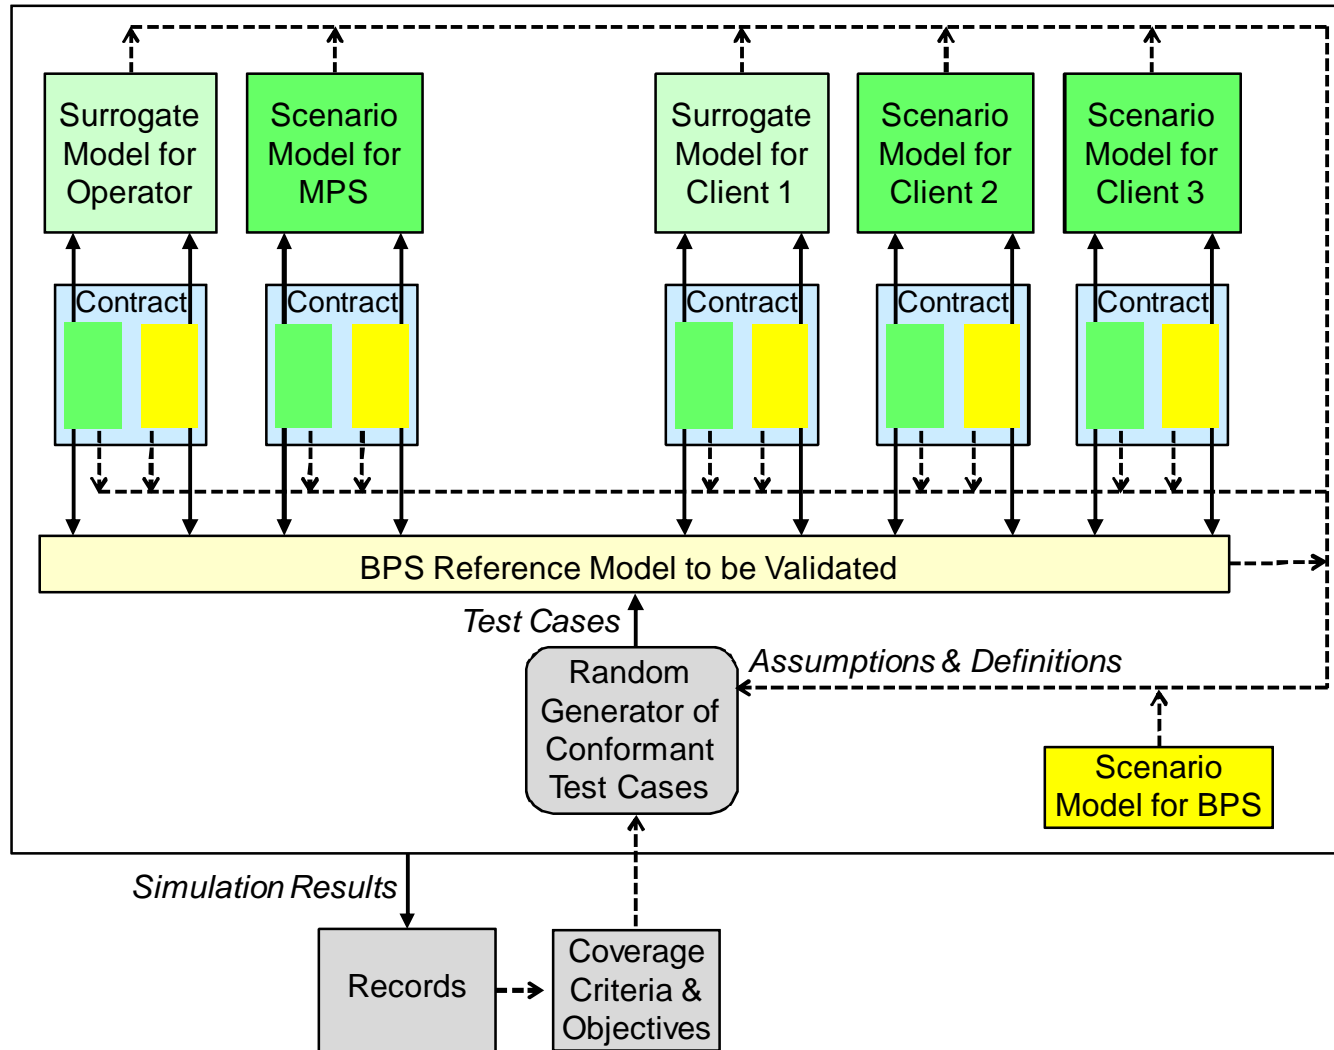 Surrogate
Model for
Operator
Scenario
Model for
MPS
Surrogate
Model for
Client 1
Scenario
Model for
Client 2
Scenario
Model for
Client 3
Contract
Contract
Contract
Contract
Contract
BPS Reference Model to be Validated
Test Cases
Random
Generator of
Conformant
Test Cases
Assumptions & Definitions
Scenario
Model for BPS
Simulation Results
Records
Coverage
Criteria &
Objectives